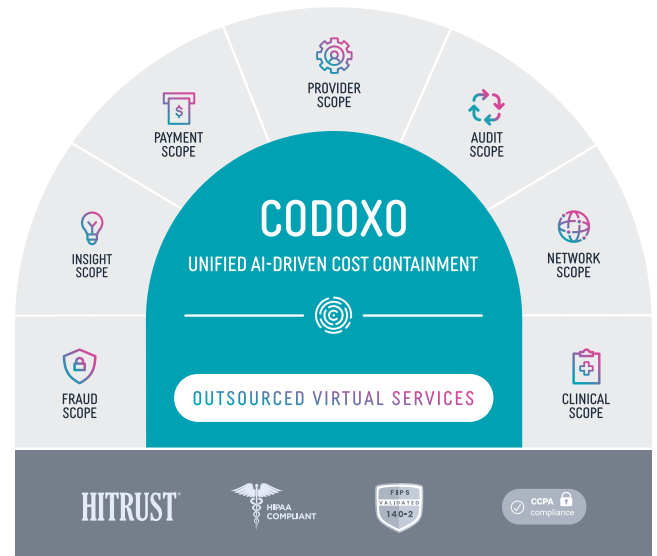 PROVIDER
SCOPE
PAYMENT
SCOPE
AUDIT
SCOPE
INSIGHT
SCOPE
NETWORK
SCOPE
FRAUD
SCOPE
CLINICAL
SCOPE
CODOXO
UNIFIED AI-DRIVEN COST CONTAINMENT
OUTSOURCED VIRTUAL SERVICES
HITRUST®
HIPAA
COMPLIANT
FIPS
VALIDATED
140-2
CCPA
compliance